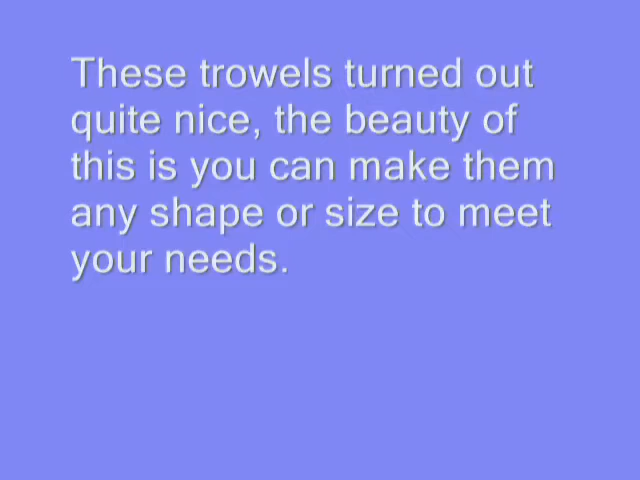 These trowels turned out
quite nice, the beauty of
this is you can make them
any shape or size to meet
your needs.